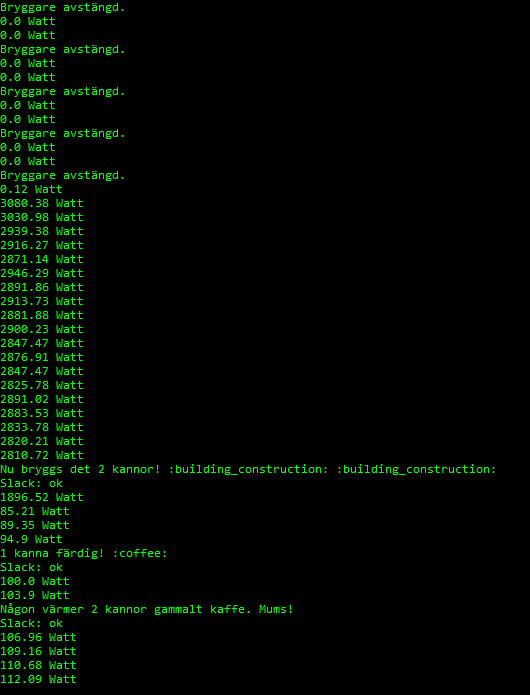 Bryggare avstängd.
0.0 Watt
0.0 Watt
Bryggare avstängd.
0.0 Watt
0.0 Watt
Bryggare avstängd.
0.0 Watt
0.0 Watt
Bryggare avstängd.
0.0 Watt
0.0 Watt
Bryggare avstängd.
0.12 Watt
3080.38 Watt
3030.98 Watt
2939.38 Watt
2916.27 Watt
2871.14 Watt
2946.29 Watt
2891.86 Watt
2913.73 Watt
2881.88 Watt
2900.23 Watt
2847.47 Watt
2876.91 Watt
2847.47 Watt
2825.78 Watt
2891.02 Watt
2883.53 Watt
2833.78 Watt
2820.21 Watt
2810.72 Watt
Nu bryggs det 2 kannor! :building_construction: :building_construction:
Slack: ok
1896.52 Watt
85.21 Watt
89.35 Watt
94.9 Watt
1 kanna färdig! :coffee:
Slack: ok
100.0 Watt
103.9 Watt
Någon värmer 2 kannor gammalt kaffe. Mums!
Slack: ok
106.96 Watt
109.16 Watt
110.68 Watt
112.09 Watt